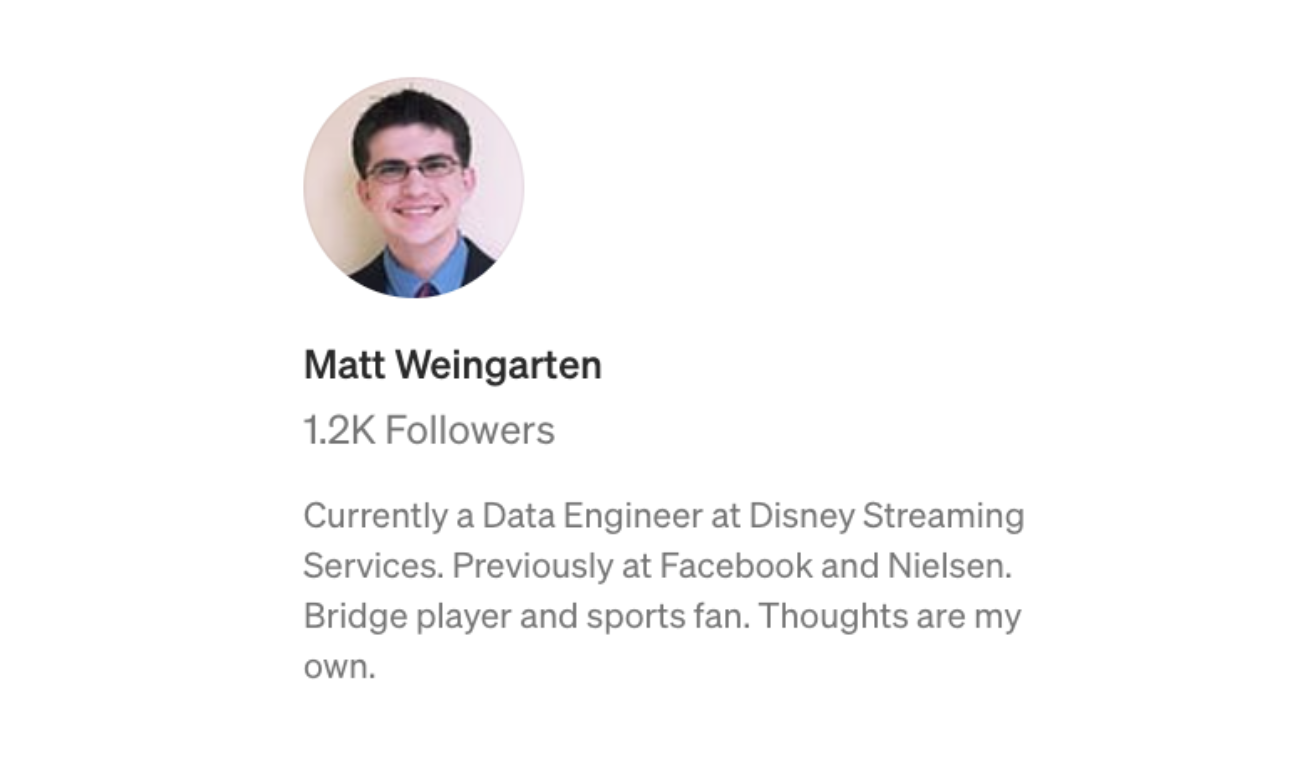 Matt Weingarten
1.2K Followers
Currently a Data Engineer at Disney Streaming
Services. Previously at Facebook and Nielsen.
Bridge player and sports fan. Thoughts are my
own.